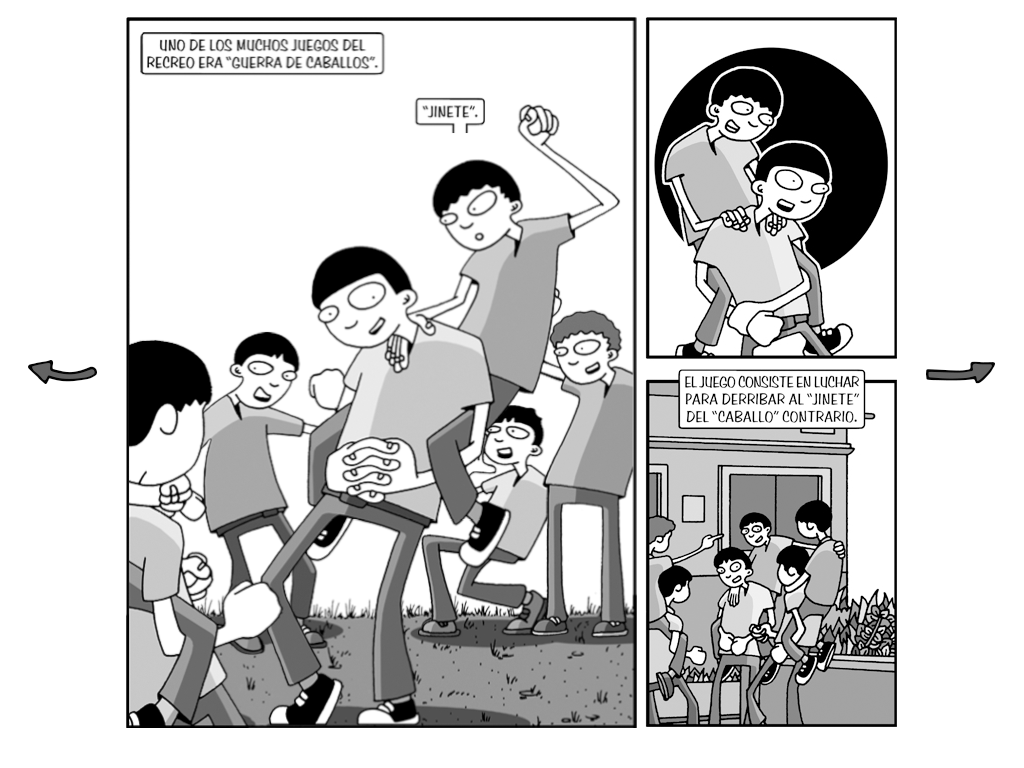 UNO DE LOS MUCHOS JUEGOS DEL
RECREO ERA "GUERRA DE CABALLOS".
"JINETE".
EL JUEGO CONSISTE EN LUCHAR
PARA DERRIBAR AL "JINETE"
DEL "CABALLO" CONTRARIO.